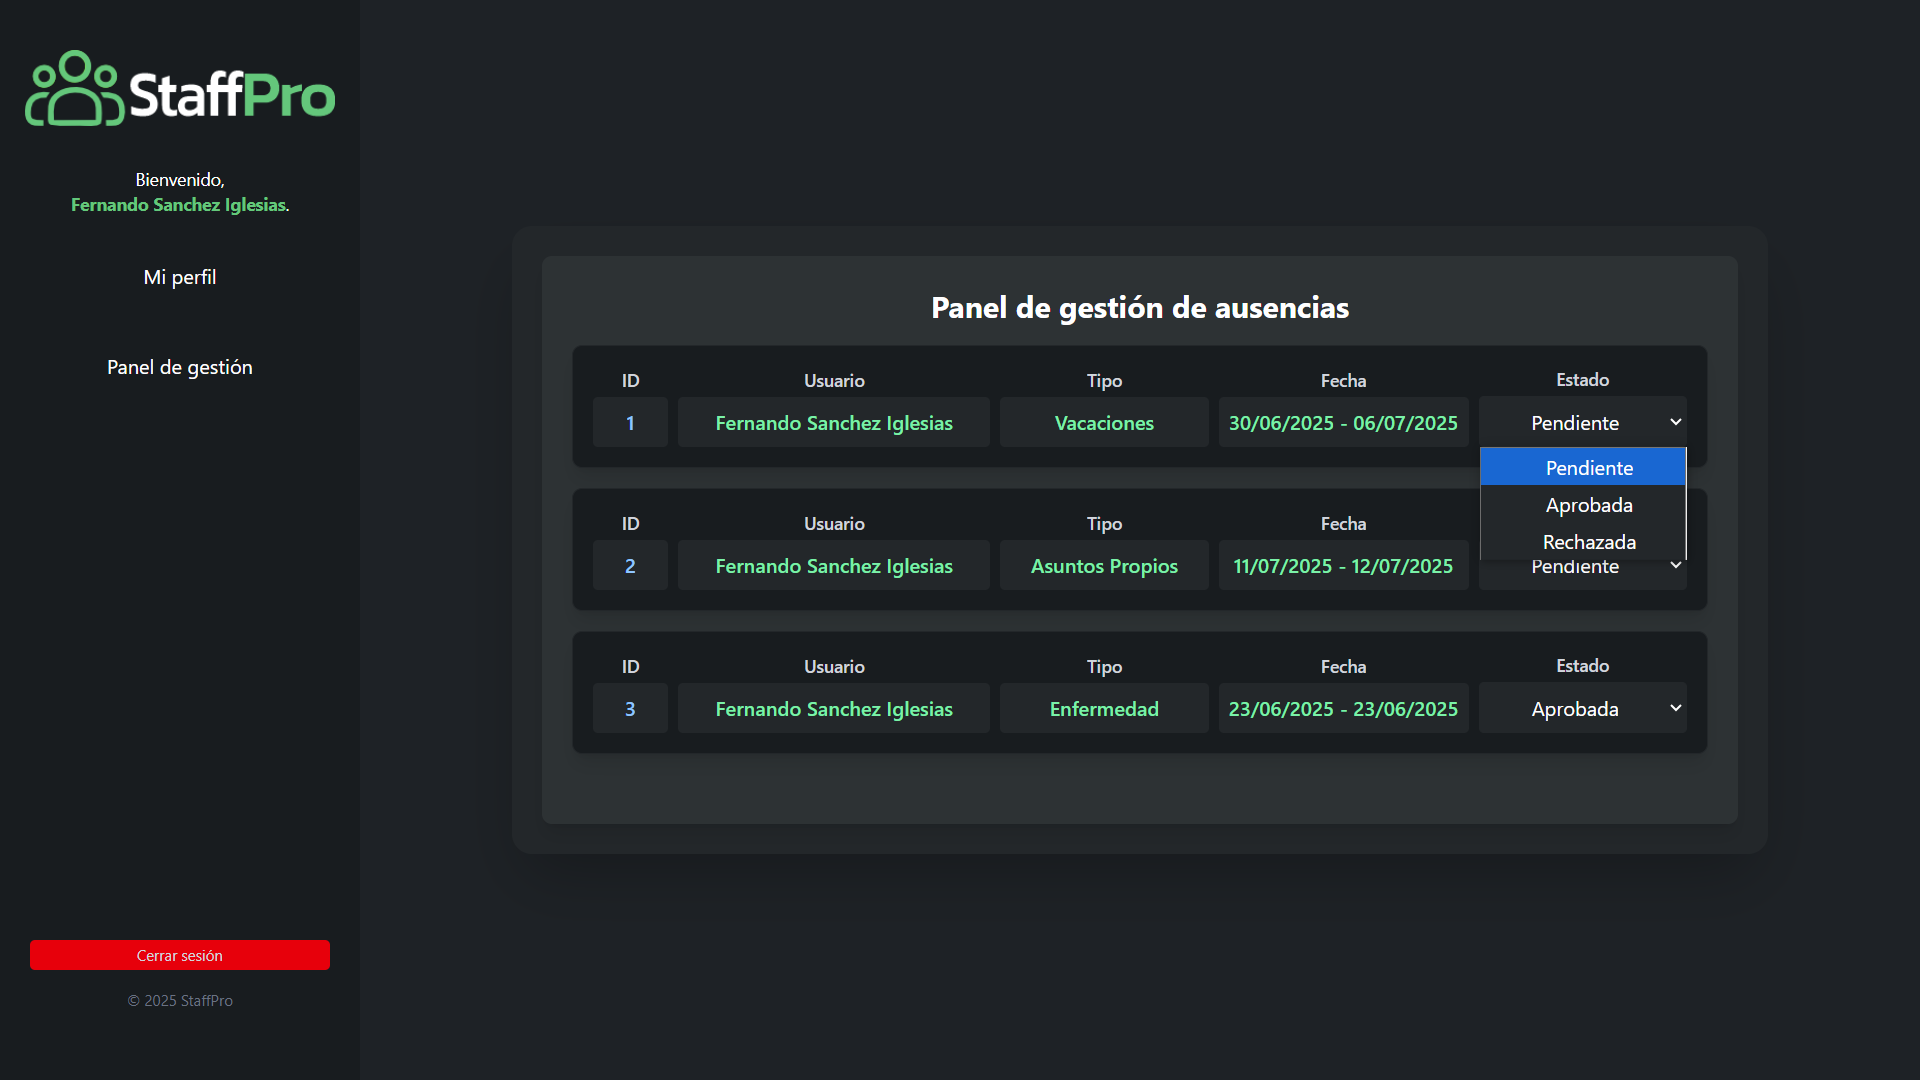 StaffPro
Bienvenido,
Fernando Sanchez Iglesias.
Mi perfil
Panel de gestión
Cerrar sesión
© 2025 StaffPro
Panel de gestión de ausencias
ID Usuario Tipo Fecha Estado
1 Fernando Sanchez Iglesias Vacaciones 30/06/2025 - 06/07/2025 Pendiente
Pendiente
Aprobada
Rechazada
ID Usuario Tipo Fecha
2 Fernando Sanchez Iglesias Asuntos Propios 11/07/2025 - 12/07/2025 Pendiente
ID Usuario Tipo Fecha Estado
3 Fernando Sanchez Iglesias Enfermedad 23/06/2025 - 23/06/2025 Aprobada